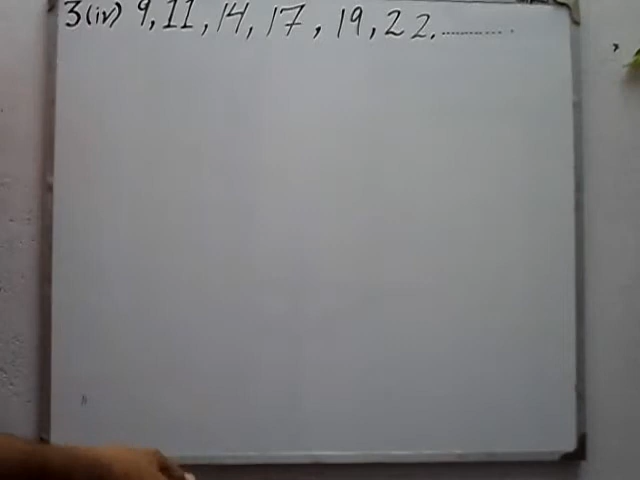 3(iv) 9, 11, 14, 17, 19, 22, ...........